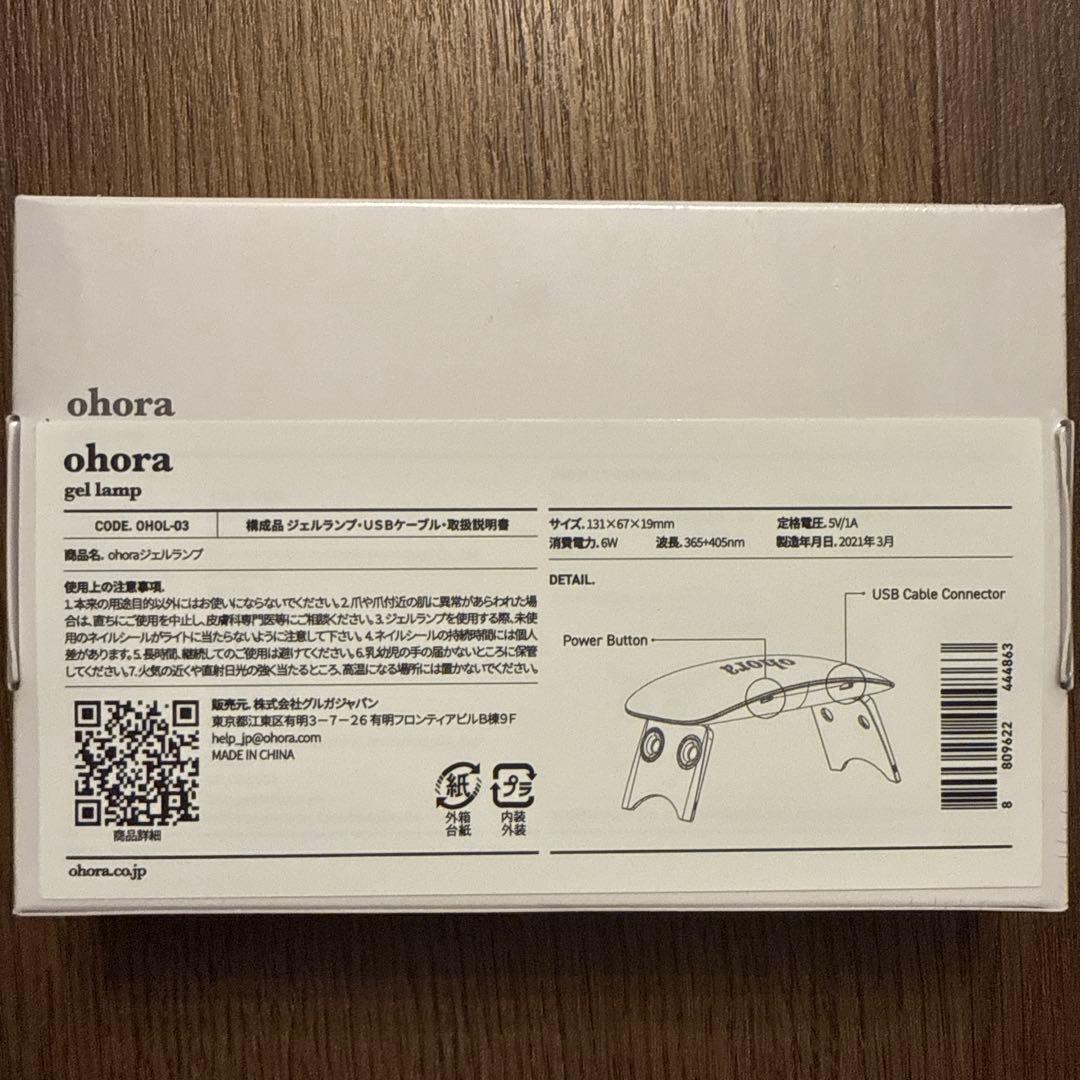 ohora
ohora
gel lamp
CODE. OHOL-03
構成品 ジェルランプ・USBケーブル・取扱説明書
商品名. ohoraジェルランプ
使用上の注意事項.
1.本来の用途目的以外にはお使いにならないでください。2.爪や爪付近の肌に異常があらわれた場
合は、直ちにご使用を中止し、皮膚科専門医等にご相談ください。3.ジェルランプを使用する際、未使
用のネイルシールがライトに当たらないように注意して下さい。4.ネイルシールの持続時間には個人
差があります。5.長時間、継続してのご使用は避けてください。6.乳幼児の手の届かないところに保管
してください。7.火気の近くや直射日光の強く当たるところ、高温になる場所には置かないでください。
販売元. 株式会社グルガジャパン
東京都江東区有明3-7-26 有明フロンティアビルB棟9F
help_jp@ohora.com
MADE IN CHINA
商品詳細
紙
外箱
台紙
プラ
内装
外装
ohora.co.jp
サイズ. 131×67×19mm
定格電圧. 5V/1A
消費電力. 6W
波長. 365+405nm
製造年月日. 2021年3月
DETAIL.
USB Cable Connector
Power Button
ohora
8 809622 444863